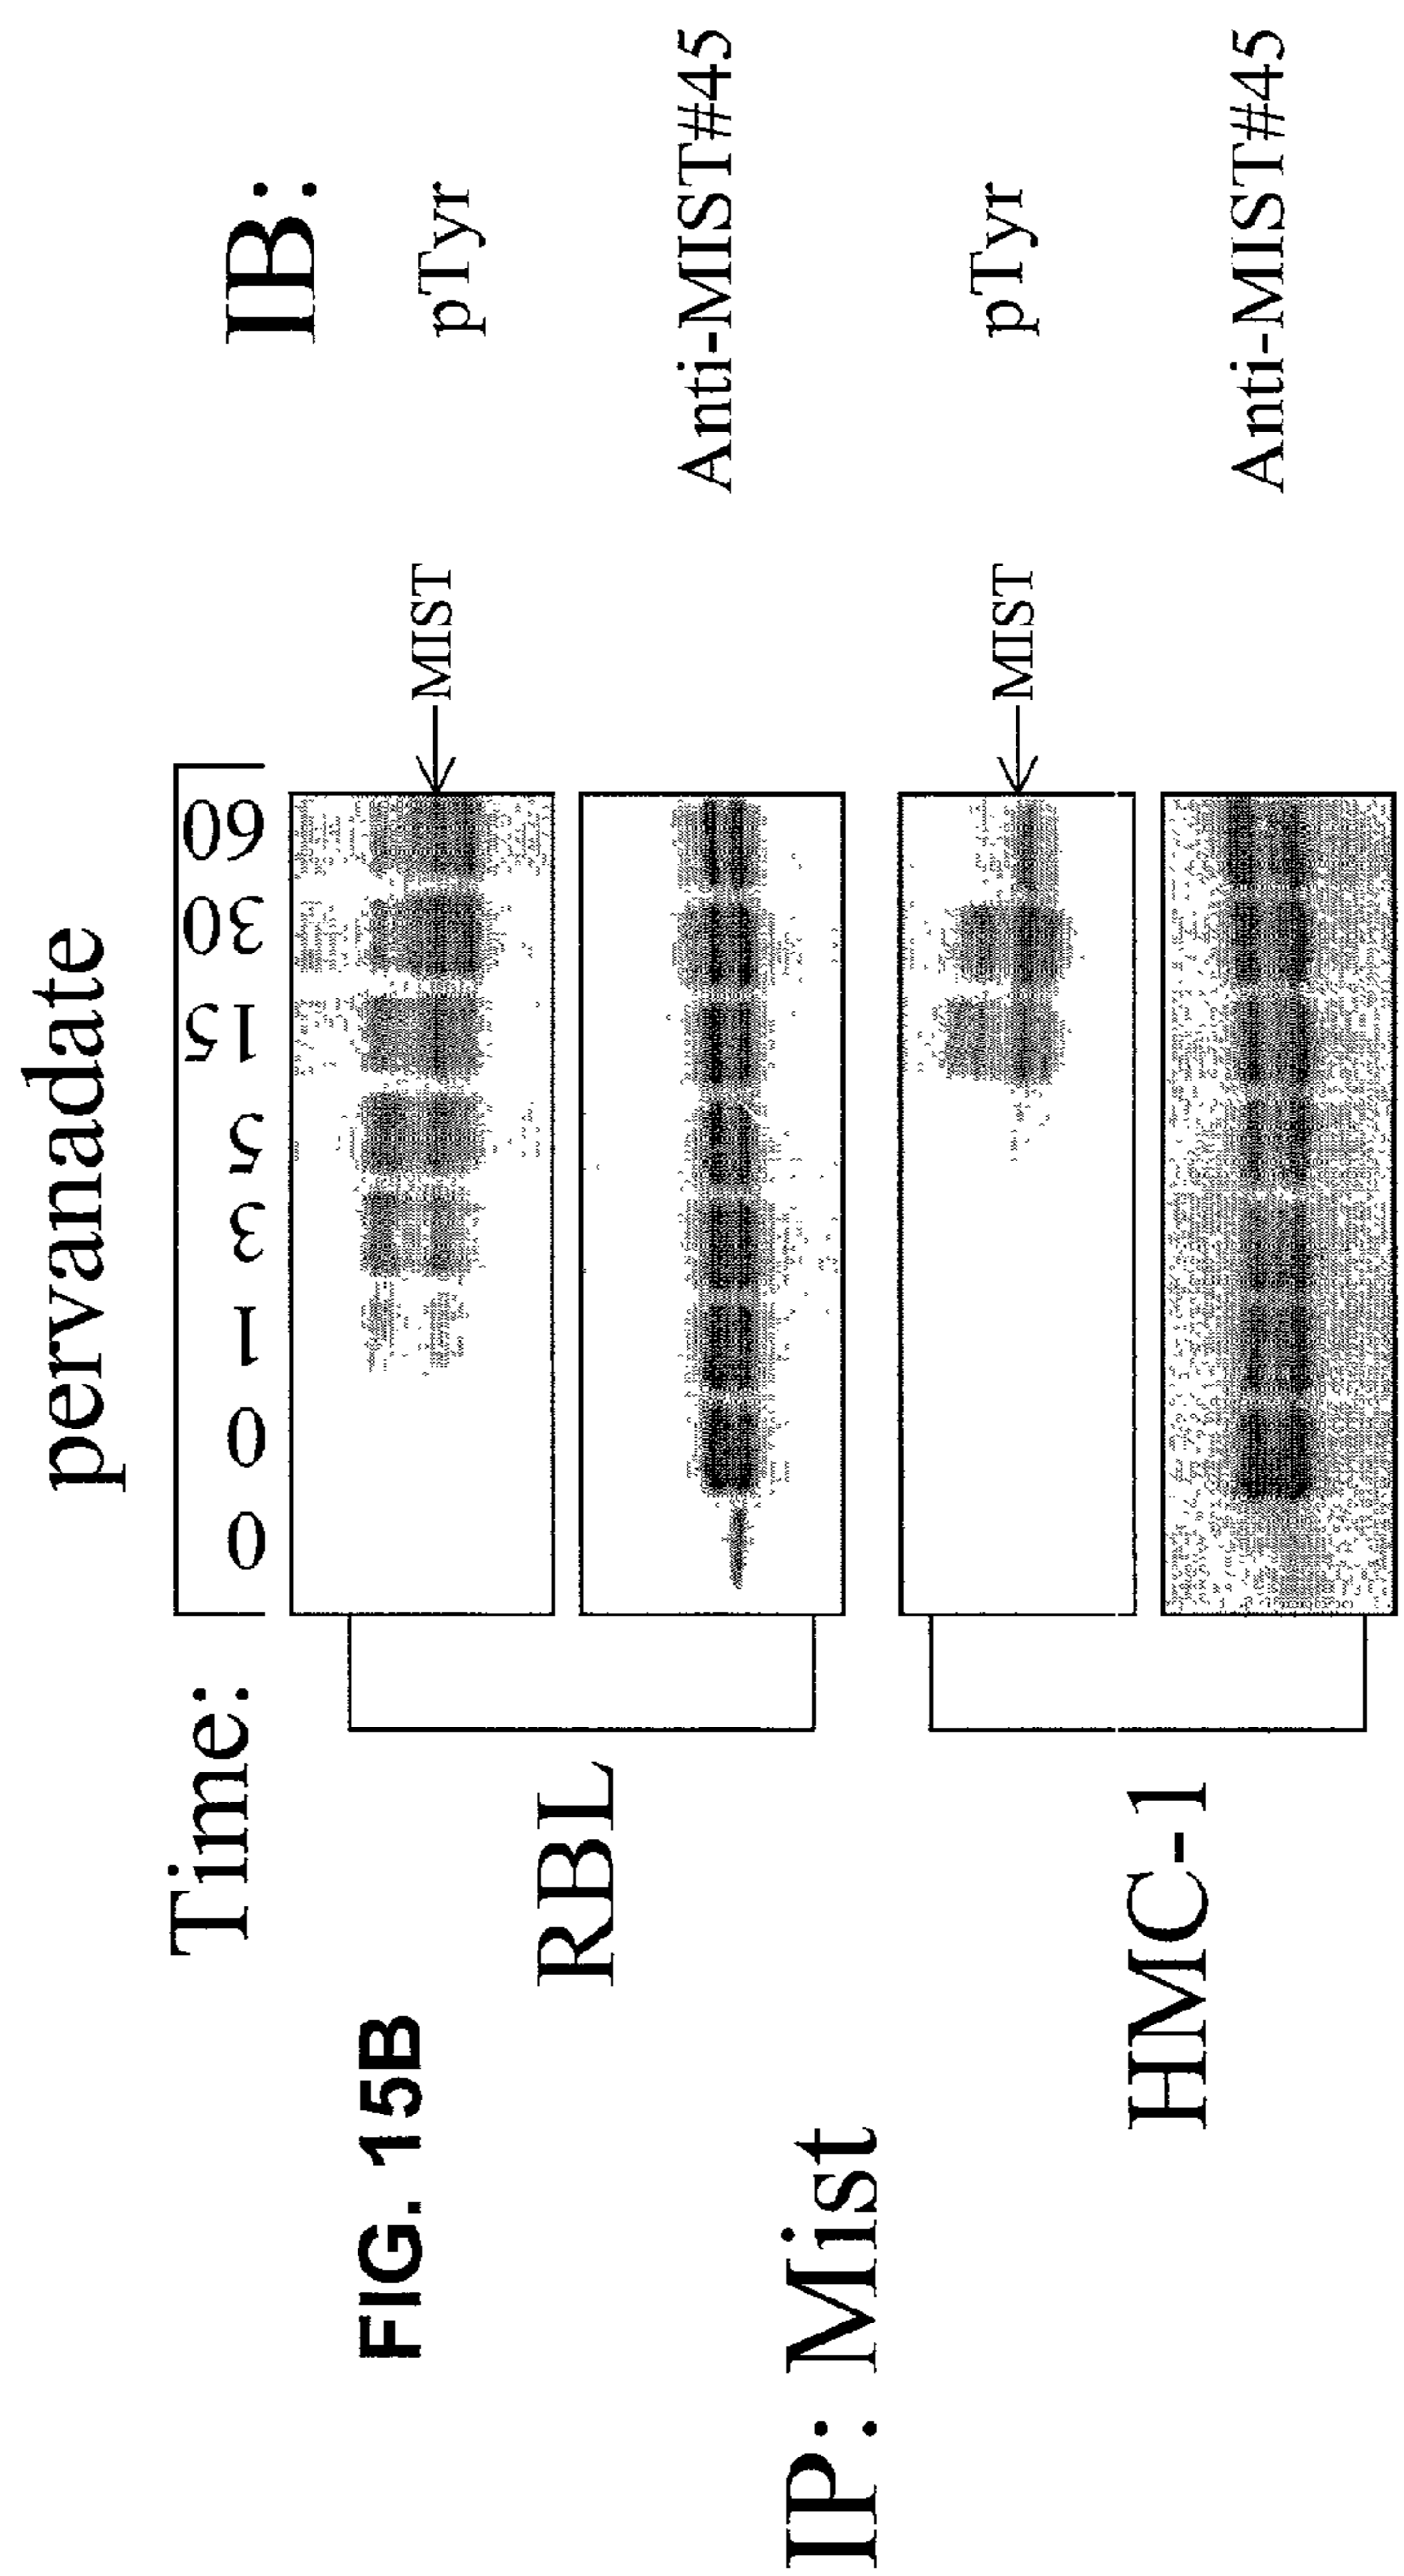 pervanadate
Time: 0 0 1 3 5 15 30 60
IB:
FIG. 15B
MIST
pTyr
RBL
Anti-MIST#45
IP: Mist
MIST
pTyr
HMC-1
Anti-MIST#45